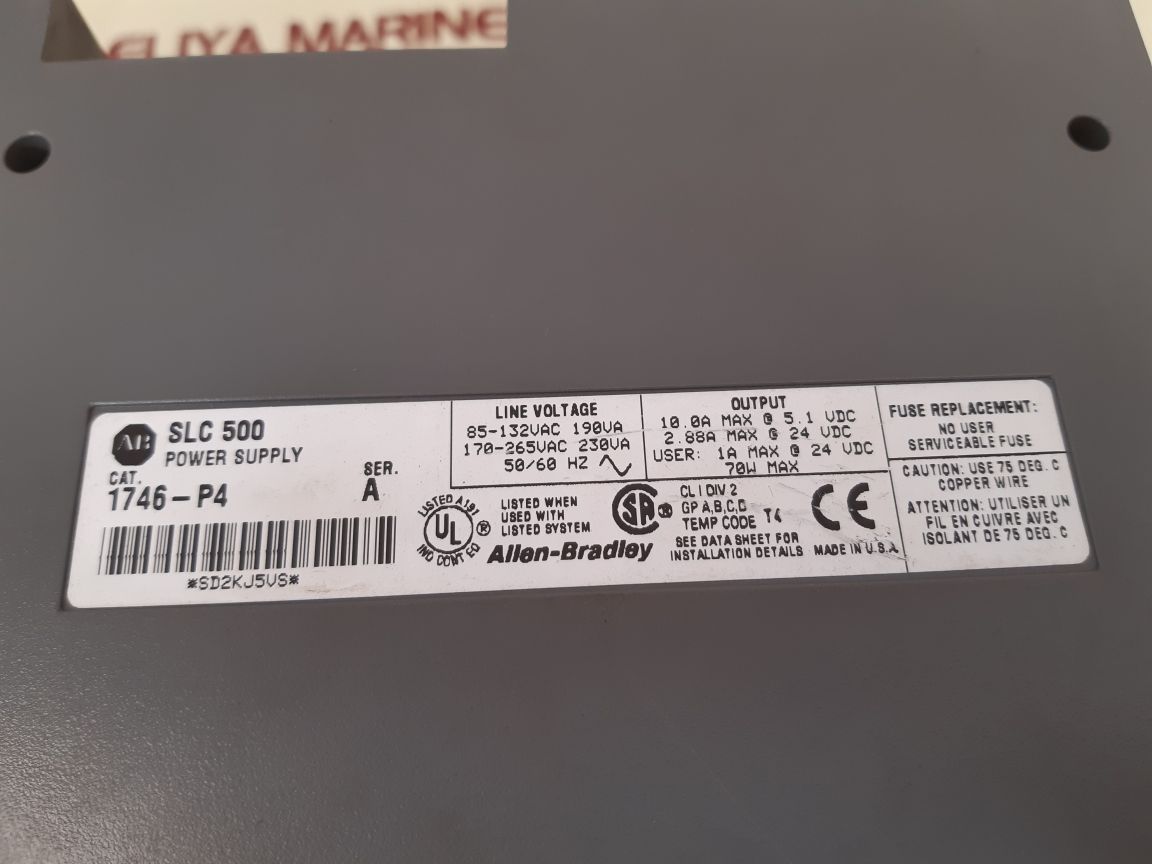 ELIYA MARINE
AB
SLC 500
POWER SUPPLY
CAT.
1746-P4
SER.
A
*SD2KJ5VS*
LINE VOLTAGE
85-132VAC 190VA
170-265VAC 230VA
50/60 HZ
OUTPUT
10.0A MAX @ 5.1 VDC
2.88A MAX @ 24 VDC
USER: 1A MAX @ 24 VDC
70W MAX
LISTED A191
UL ®
IND CONT EQ
LISTED WHEN
USED WITH
LISTED SYSTEM
Allen-Bradley
SA ®
CL I DIV 2
GP A,B,C,D
TEMP CODE T4
SEE DATA SHEET FOR
INSTALLATION DETAILS
CE
MADE IN U.S.A.
FUSE REPLACEMENT:
NO USER
SERVICEABLE FUSE
CAUTION: USE 75 DEG. C
COPPER WIRE
ATTENTION: UTILISER UN
FIL EN CUIVRE AVEC
ISOLANT DE 75 DEG. C